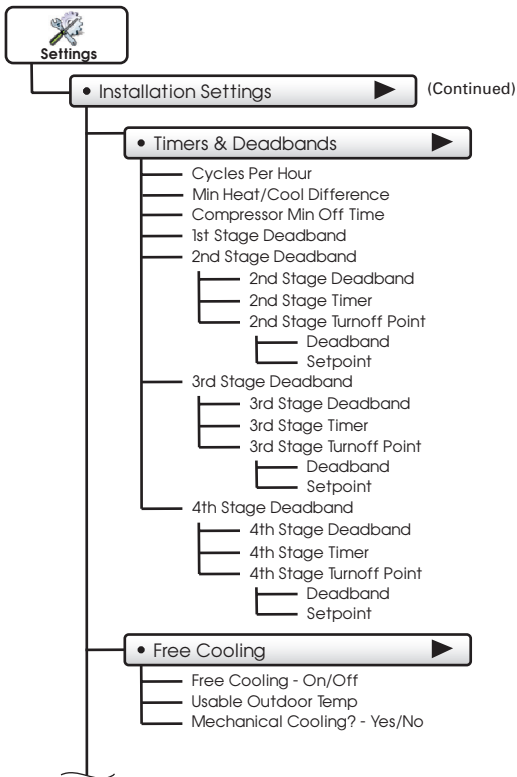 Settings
• Installation Settings (Continued)
• Timers & Deadbands
Cycles Per Hour
Min Heat/Cool Difference
Compressor Min Off Time
1st Stage Deadband
2nd Stage Deadband
2nd Stage Deadband
2nd Stage Timer
2nd Stage Turnoff Point
Deadband
Setpoint
3rd Stage Deadband
3rd Stage Deadband
3rd Stage Timer
3rd Stage Turnoff Point
Deadband
Setpoint
4th Stage Deadband
4th Stage Deadband
4th Stage Timer
4th Stage Turnoff Point
Deadband
Setpoint
• Free Cooling
Free Cooling - On/Off
Usable Outdoor Temp
Mechanical Cooling? - Yes/No